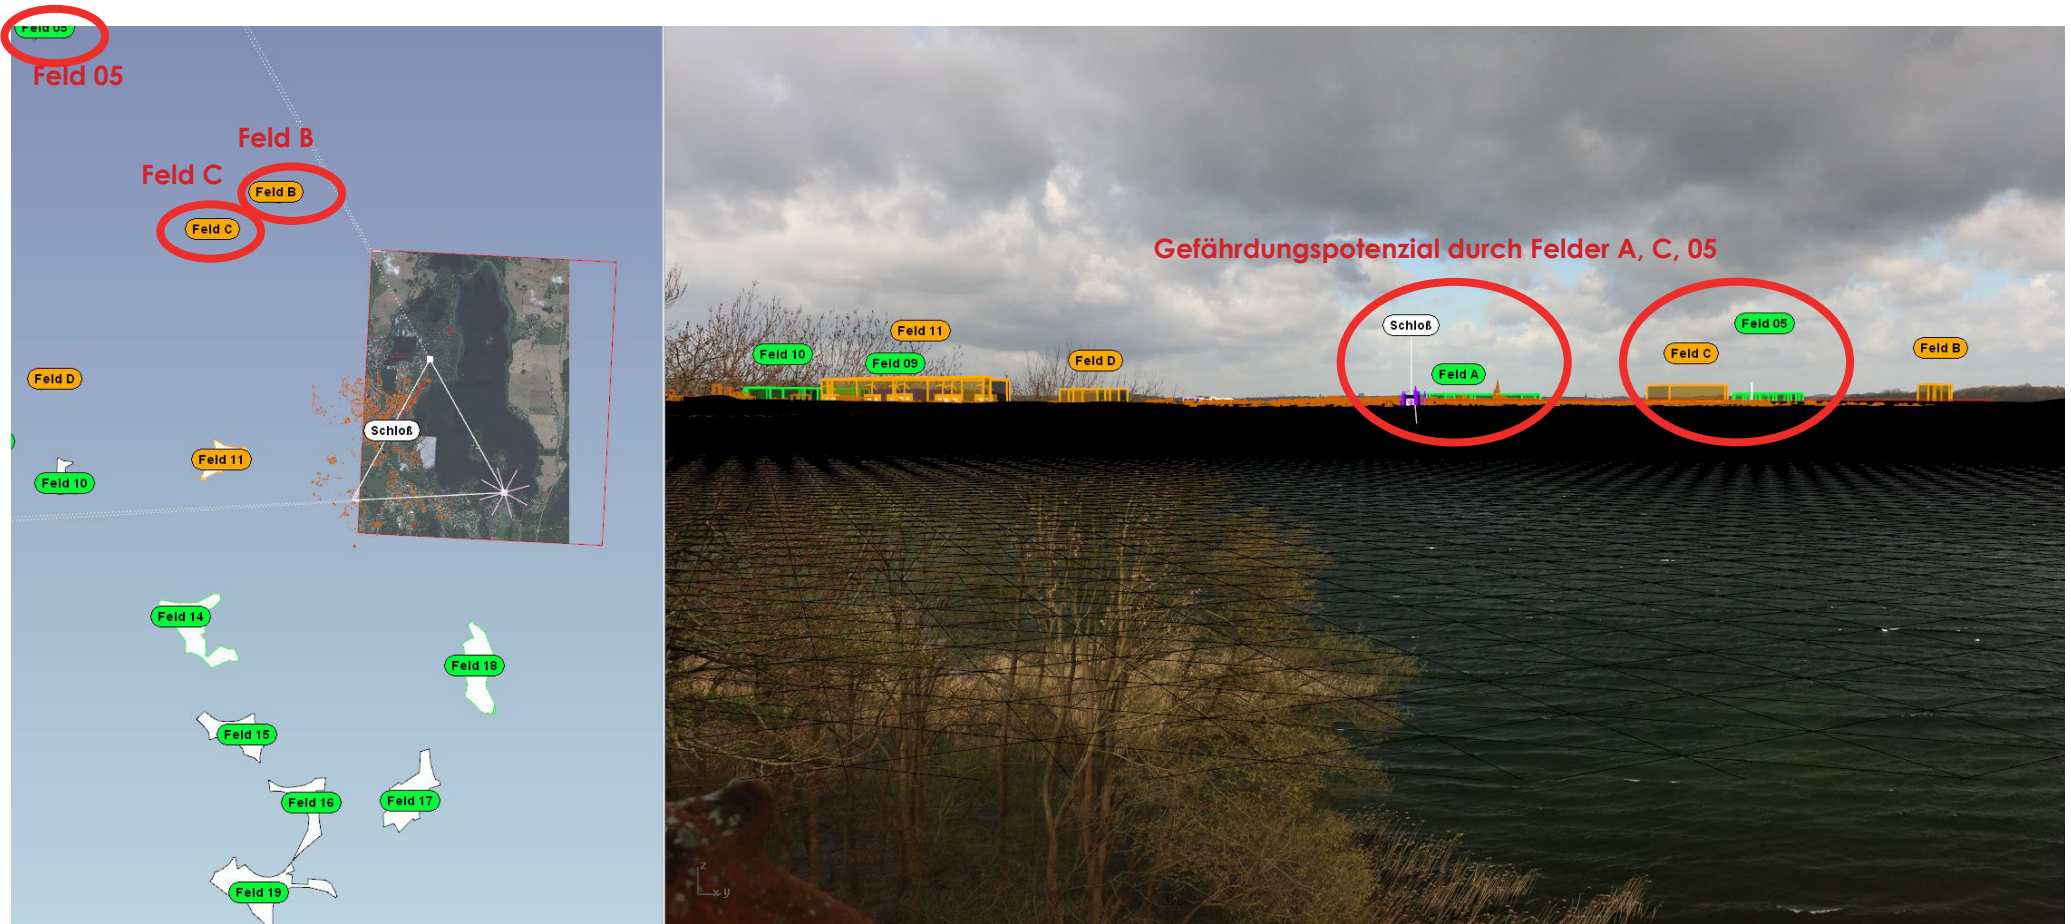 Feld 05
Feld 05
Feld B
Feld C
Feld B
Feld C
Feld D
Schloß
Feld 11
Feld 10
Feld 14
Feld 18
Feld 15
Feld 16
Feld 17
Feld 19
Gefährdungspotenzial durch Felder A, C, 05
Schloß
Feld 05
Feld 11
Feld 10
Feld 09
Feld D
Feld A
Feld C
Feld B
z
x y